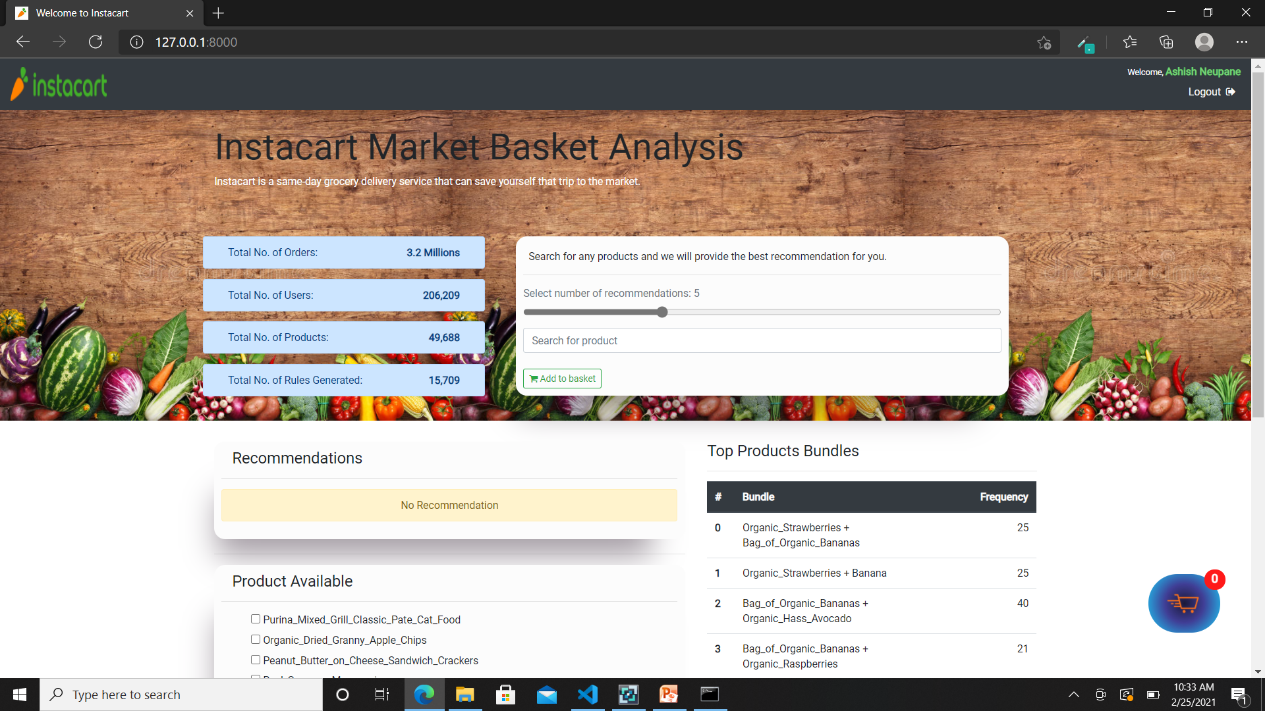 Welcome to Instacart
127.0.0.1:8000
instacart
Welcome, Ashish Neupane
Logout
Instacart Market Basket Analysis
Instacart is a same-day grocery delivery service that can save yourself that trip to the market.
Total No. of Orders: 3.2 Millions
Total No. of Users: 206,209
Total No. of Products: 49,688
Total No. of Rules Generated: 15,709
Search for any products and we will provide the best recommendation for you.
Select number of recommendations: 5
Search for product
Add to basket
Recommendations
No Recommendation
Product Available
Purina_Mixed_Grill_Classic_Pate_Cat_Food
Organic_Dried_Granny_Apple_Chips
Peanut_Butter_on_Cheese_Sandwich_Crackers
Top Products Bundles
# Bundle Frequency
0 Organic_Strawberries + 25
Bag_of_Organic_Bananas
1 Organic_Strawberries + Banana 25
2 Bag_of_Organic_Bananas + 40
Organic_Hass_Avocado
3 Bag_of_Organic_Bananas + 21
Organic_Raspberries
0
Type here to search
10:33 AM
2/25/2021
1